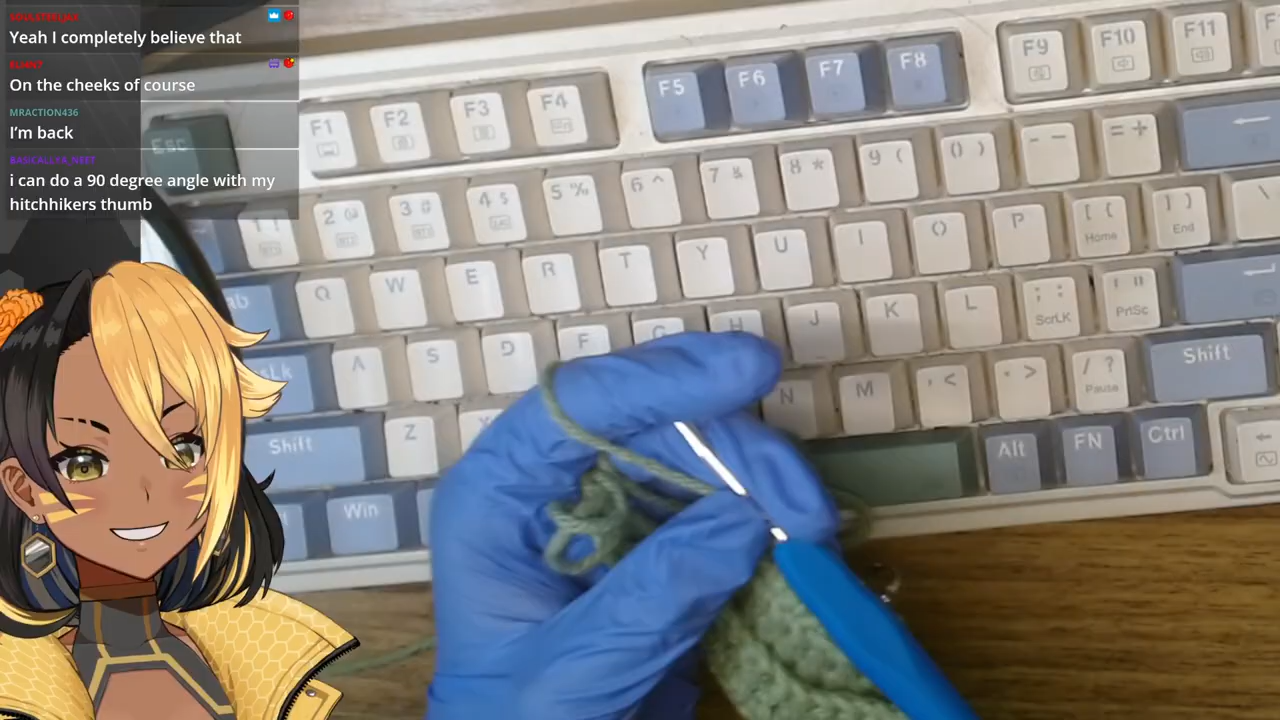 Yeah I completely believe that
On the cheeks of course
MRACTION436
I'm back
i can do a 90 degree angle with my
hitchhikers thumb
Esc F1 F2 F3 F4 F5 F6 F7 F8 F9 F10 F11
2 @ 3 # 4 $ 5 % 6 ^ 7 & 8 * 9 ( 0 ) - = +
Q W E R T Y U I O P [ { Home ] } End \
A S D F G H J K L ; : ScrLK ' " PrtSc
Shift Z N M , < . > / ? Pause Shift
Win Alt FN Ctrl